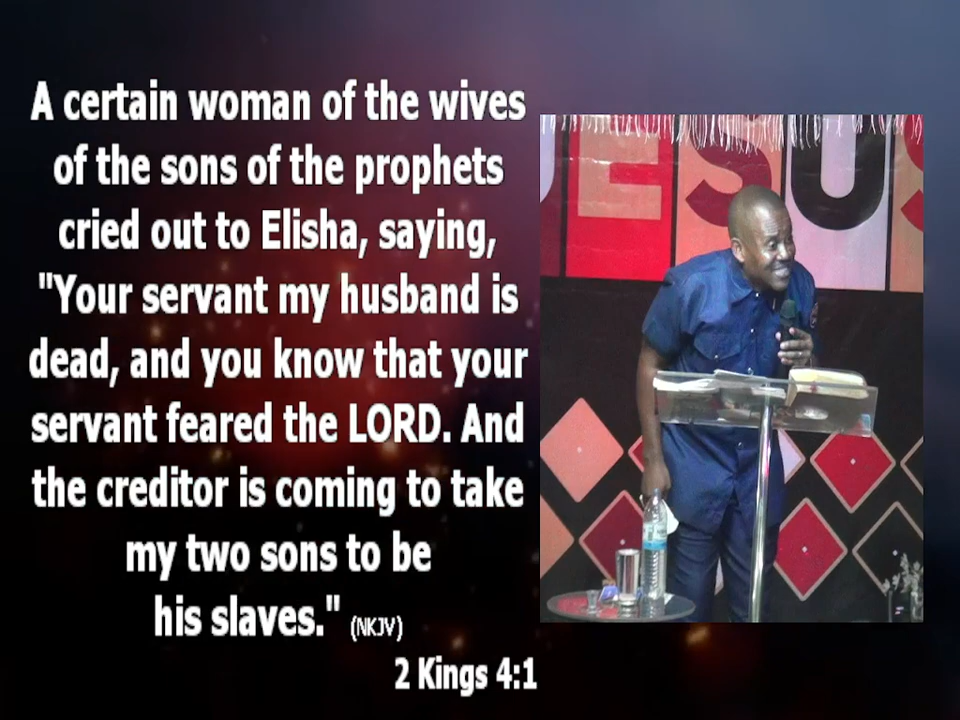 A certain woman of the wives
of the sons of the prophets
cried out to Elisha, saying,
"Your servant my husband is
dead, and you know that your
servant feared the LORD. And
the creditor is coming to take
my two sons to be
his slaves." (NKJV)
2 Kings 4:1
JESUS